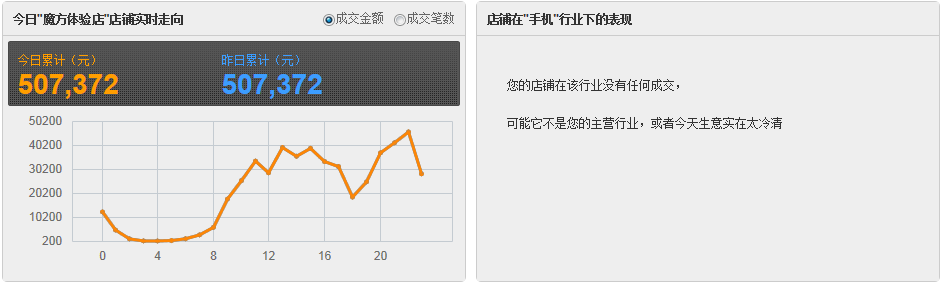 今日"魔方体验店"店铺实时走向
成交金额 成交笔数
今日累计（元） 昨日累计（元）
507,372 507,372
50200
40200
30200
20200
10200
200
0 4 8 12 16 20
店铺在"手机"行业下的表现
您的店铺在该行业没有任何成交，
可能它不是您的主营行业，或者今天生意实在太冷清